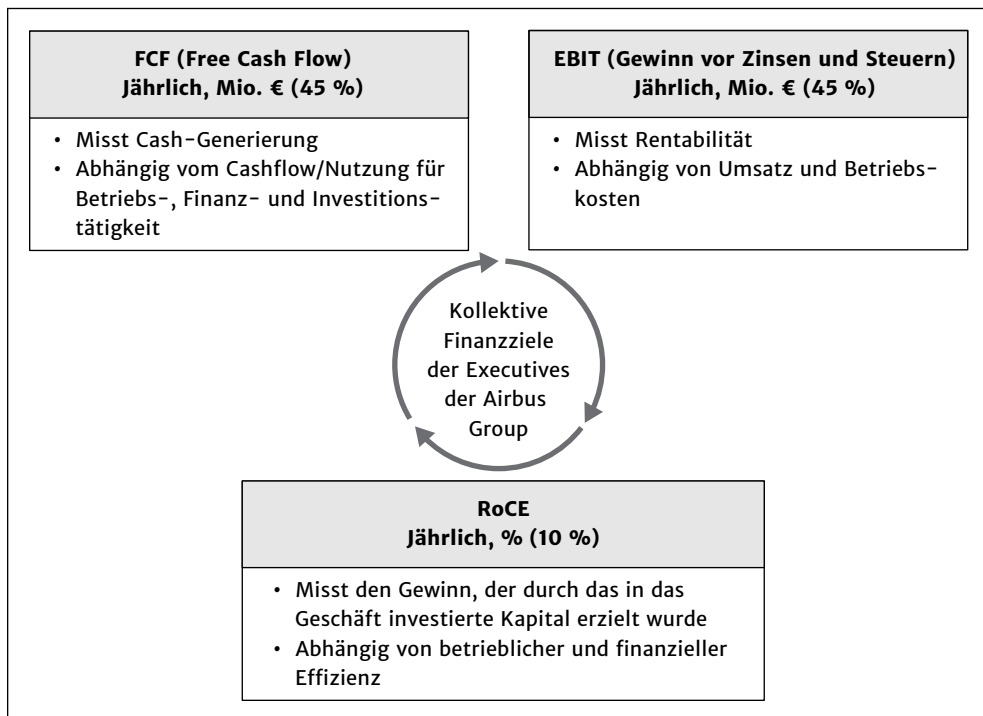 FCF (Free Cash Flow)
Jährlich, Mio. € (45 %)
• Misst Cash-Generierung
• Abhängig vom Cashflow/Nutzung für
Betriebs-, Finanz- und Investitions-
tätigkeit
EBIT (Gewinn vor Zinsen und Steuern)
Jährlich, Mio. € (45 %)
• Misst Rentabilität
• Abhängig von Umsatz und Betriebs-
kosten
Kollektive
Finanzziele
der Executives
der Airbus
Group
RoCE
Jährlich, % (10 %)
• Misst den Gewinn, der durch das in das
Geschäft investierte Kapital erzielt wurde
• Abhängig von betrieblicher und finanzieller
Effizienz